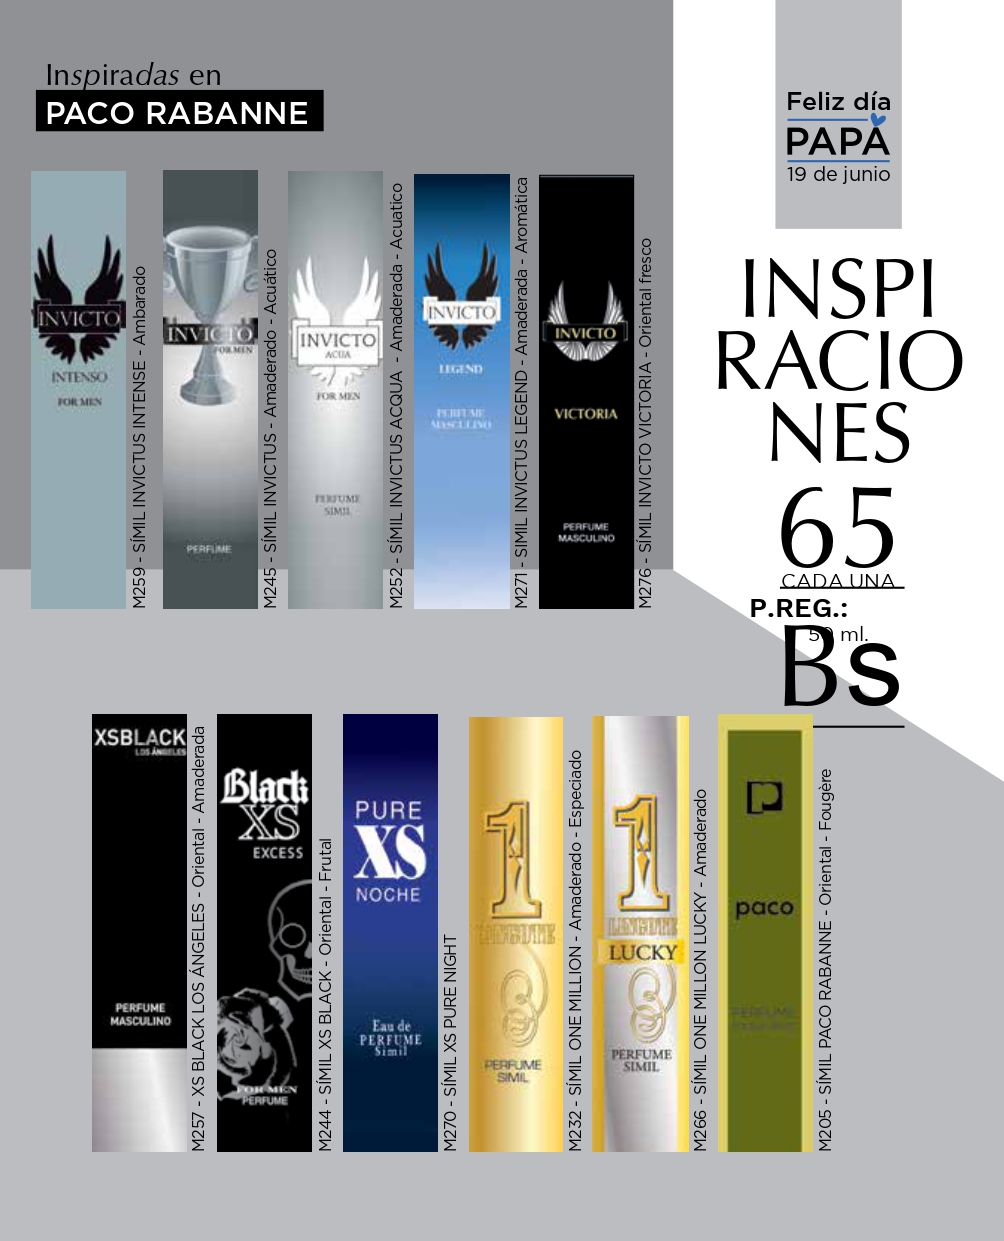 Inspiradas en
PACO RABANNE
Feliz día
PAPÁ
19 de junio
INSPI
RACIO
NES
65
CADA UNA
P.REG.:
50 ml.
Bs
INVICTO
INTENSO
FOR MEN
M259 - SÍMIL INVICTUS INTENSE - Ambarado
INVICTO
FOR MEN
PERFUME
M245 - SÍMIL INVICTUS - Amaderado - Acuático
INVICTO
ACUA
FOR MEN
PERFUME
SIMIL
M252 - SÍMIL INVICTUS ACQUA - Amaderada - Acuatico
INVICTO
LEGEND
PERFUME
MASCULINO
M271 - SIMIL INVICTUS LEGEND - Amaderada - Aromática
INVICTO
VICTORIA
PERFUME
MASCULINO
M276 - SÍMIL INVICTO VICTORIA - Oriental fresco
XSBLACK
LOS ÁNGELES
PERFUME
MASCULINO
M257 - XS BLACK LOS ÁNGELES - Oriental - Amaderada
Black
XS
EXCESS
FOR MEN
PERFUME
M244 - SÍMIL XS BLACK - Oriental - Frutal
PURE
XS
NOCHE
Eau de
PERFUME
Simil
M270 - SÍMIL XS PURE NIGHT
1
LINGUTE
PERFUME
SIMIL
M232 - SÍMIL ONE MILLION - Amaderado - Especiado
1
LINGUTE
LUCKY
PERFUME
SIMIL
M266 - SÍMIL ONE MILLON LUCKY - Amaderado
paco
PERFUME
M205 - SÍMIL PACO RABANNE - Oriental - Fougère